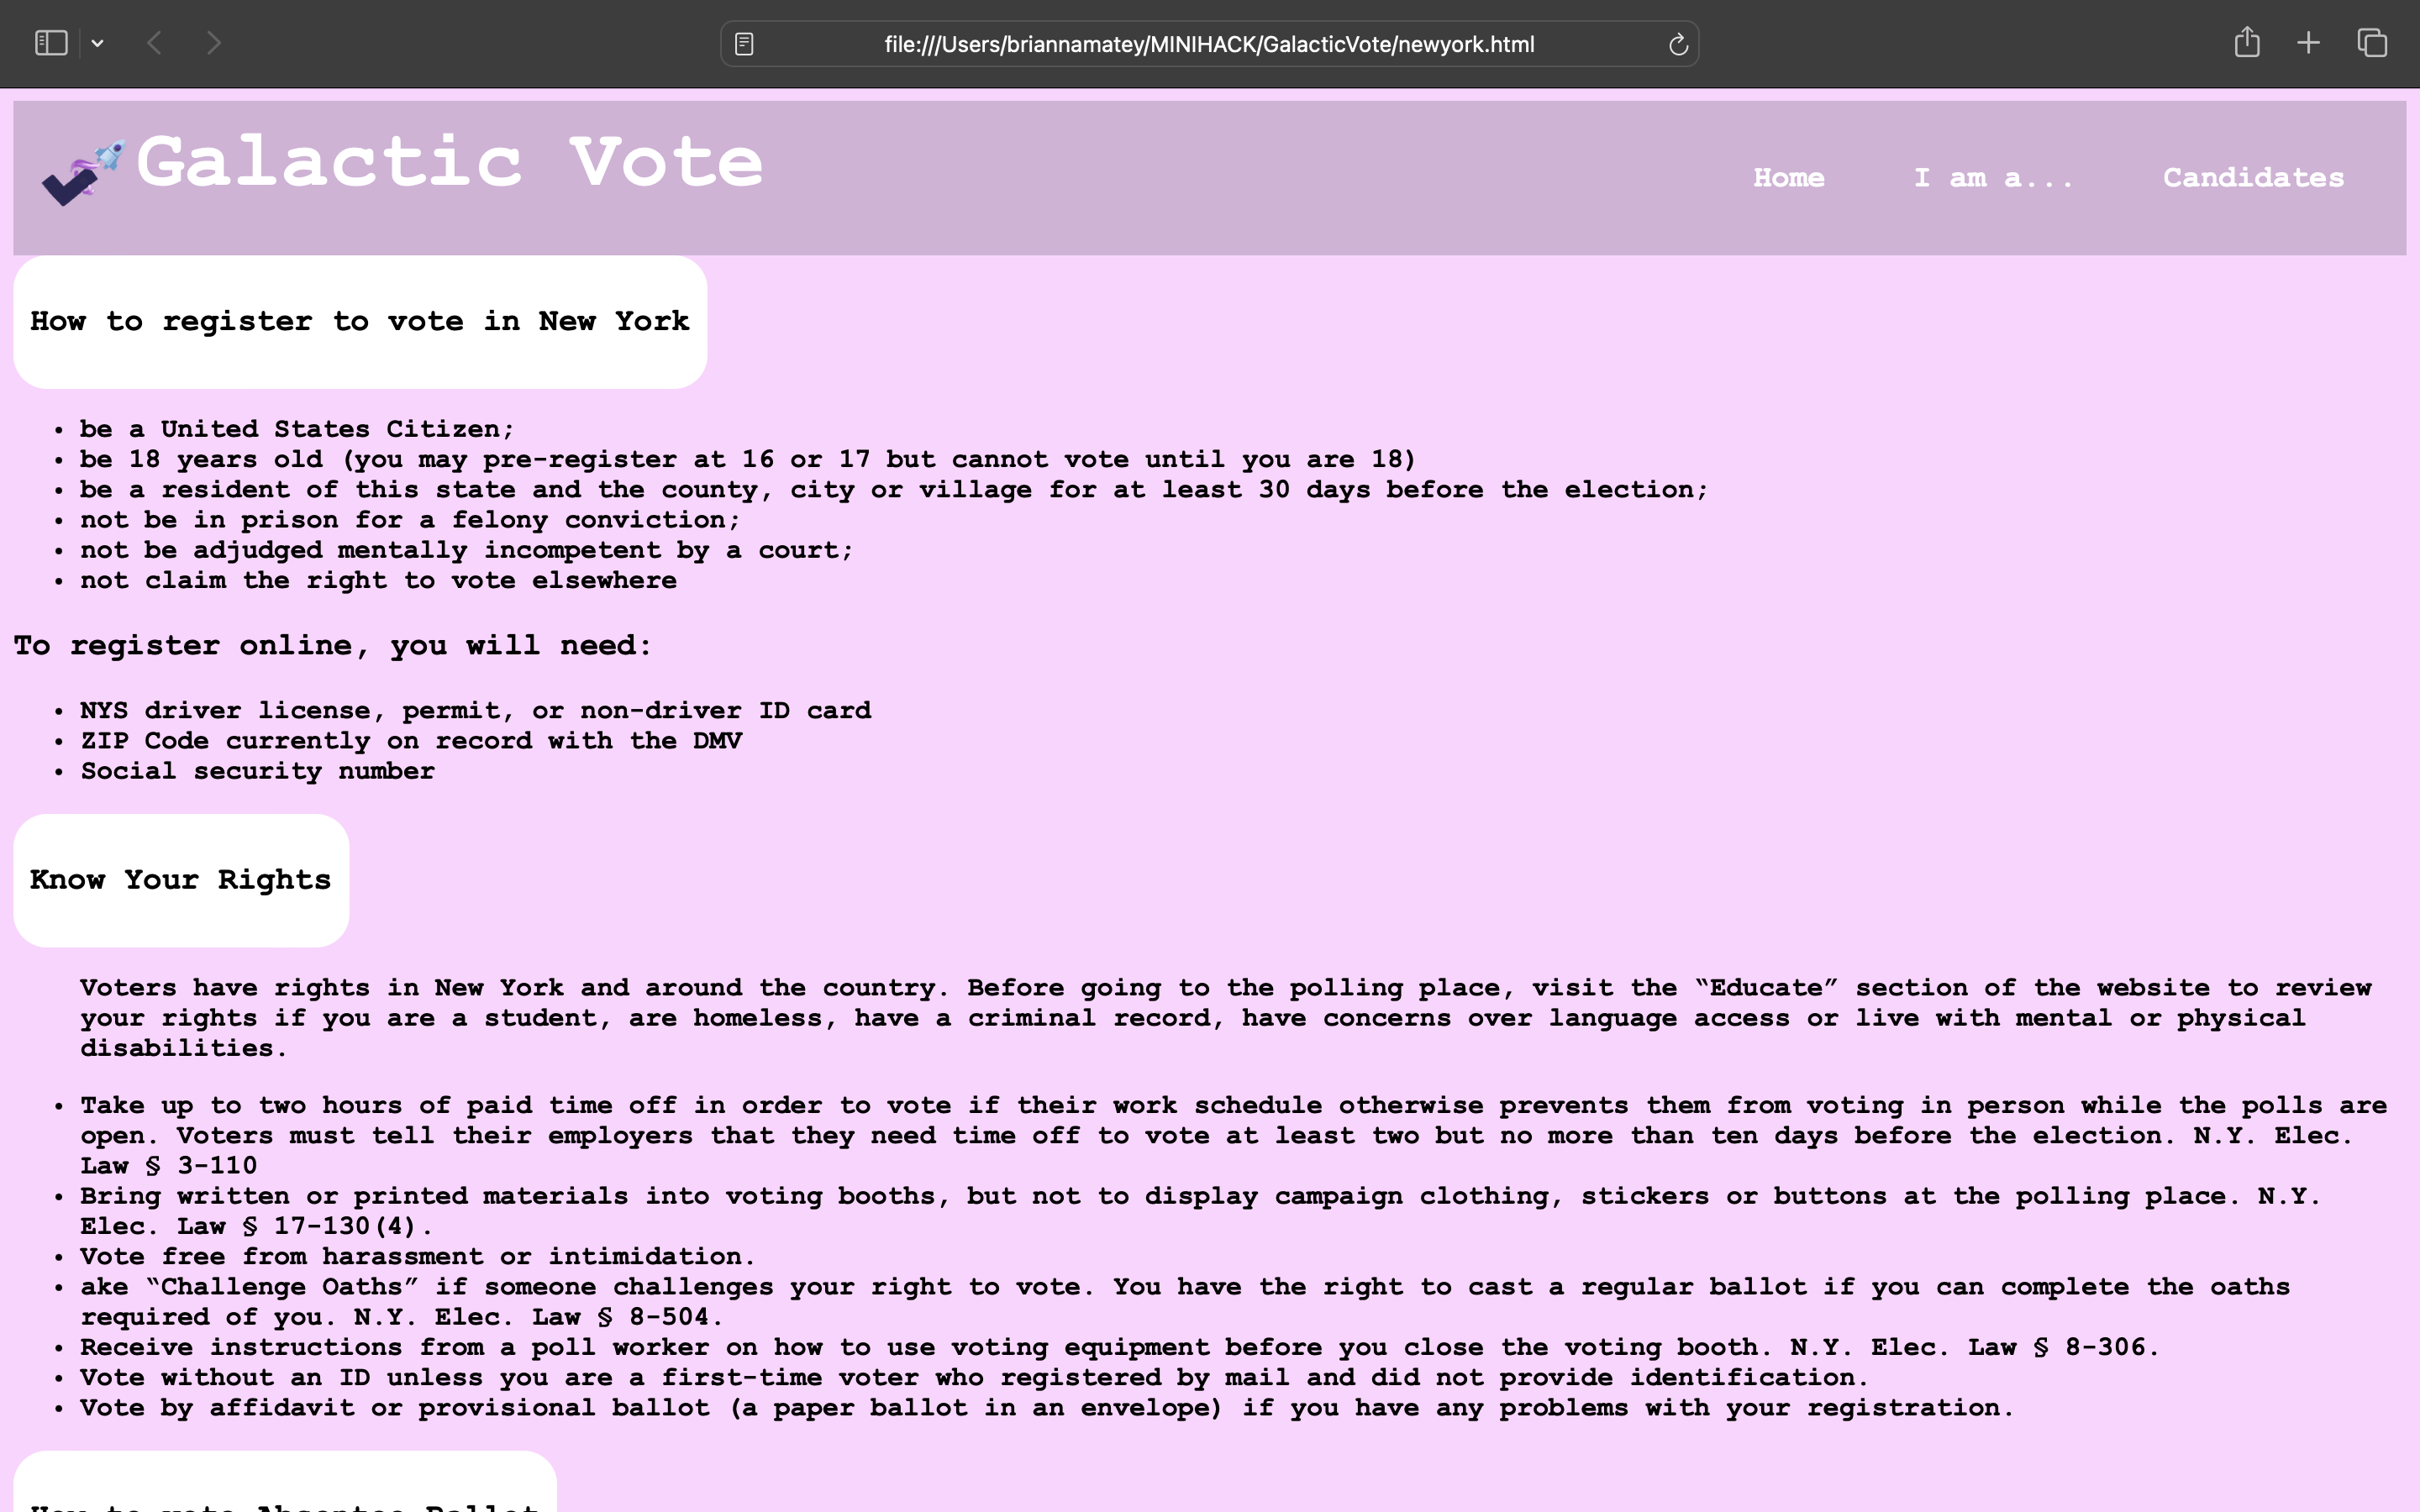 file:///Users/briannamatey/MINIHACK/GalacticVote/newyork.html
Galactic Vote
Home I am a... Candidates
How to register to vote in New York
• be a United States Citizen;
• be 18 years old (you may pre-register at 16 or 17 but cannot vote until you are 18)
• be a resident of this state and the county, city or village for at least 30 days before the election;
• not be in prison for a felony conviction;
• not be adjudged mentally incompetent by a court;
• not claim the right to vote elsewhere
To register online, you will need:
• NYS driver license, permit, or non-driver ID card
• ZIP Code currently on record with the DMV
• Social security number
Know Your Rights
Voters have rights in New York and around the country. Before going to the polling place, visit the “Educate” section of the website to review
your rights if you are a student, are homeless, have a criminal record, have concerns over language access or live with mental or physical
disabilities.
• Take up to two hours of paid time off in order to vote if their work schedule otherwise prevents them from voting in person while the polls are
open. Voters must tell their employers that they need time off to vote at least two but no more than ten days before the election. N.Y. Elec.
Law § 3-110
• Bring written or printed materials into voting booths, but not to display campaign clothing, stickers or buttons at the polling place. N.Y.
Elec. Law § 17-130(4).
• Vote free from harassment or intimidation.
• ake “Challenge Oaths” if someone challenges your right to vote. You have the right to cast a regular ballot if you can complete the oaths
required of you. N.Y. Elec. Law § 8-504.
• Receive instructions from a poll worker on how to use voting equipment before you close the voting booth. N.Y. Elec. Law § 8-306.
• Vote without an ID unless you are a first-time voter who registered by mail and did not provide identification.
• Vote by affidavit or provisional ballot (a paper ballot in an envelope) if you have any problems with your registration.
How to vote Absentee Ballot